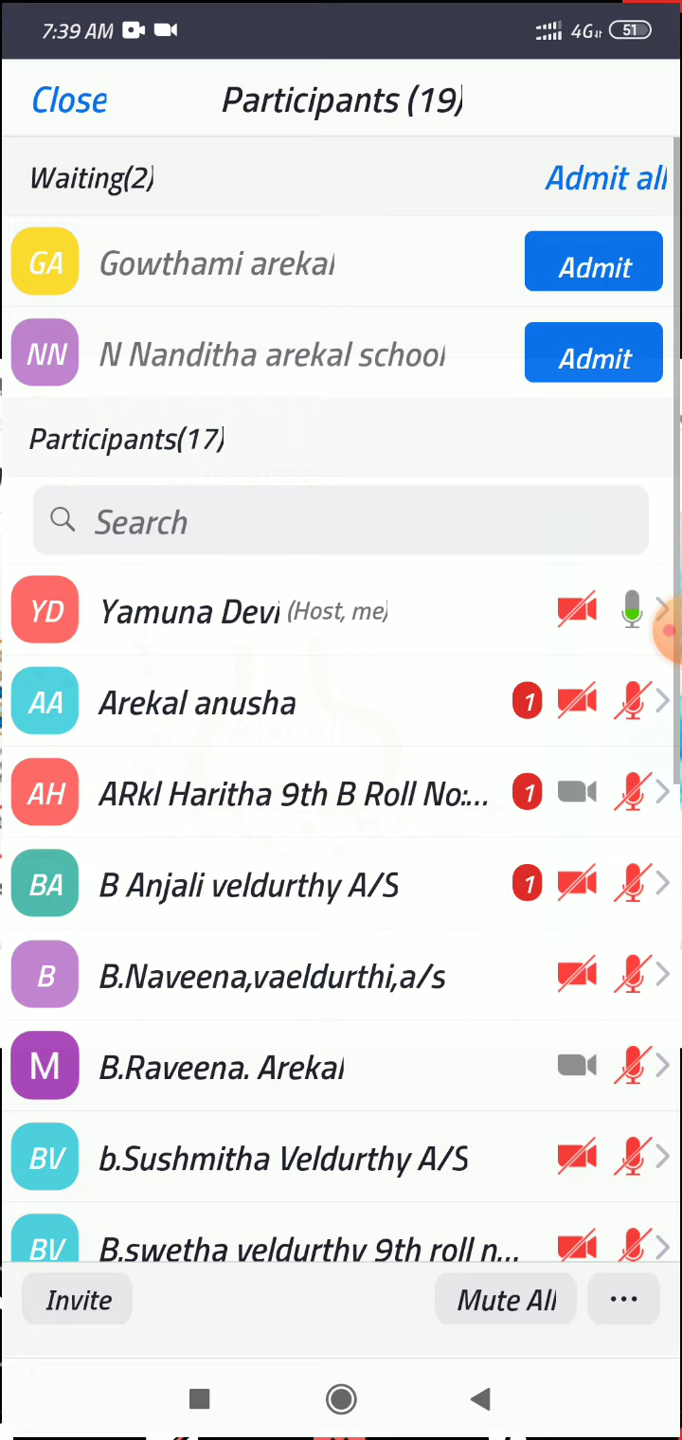 7:39 AM 4G 51
Close Participants (19)
Waiting(2) Admit all
GA Gowthami arekal Admit
NN N Nanditha arekal school Admit
Participants(17)
Search
YD Yamuna Devi (Host, me)
AA Arekal anusha 1
Alveoli
AH ARkl Haritha 9th B Roll No:... 1
BA B Anjali veldurthy A/S 1
B B.Naveena,vaeldurthi,a/s
M B.Raveena. Arekal
BV b.Sushmitha Veldurthy A/S
BV B.swetha veldurthy 9th roll n...
Invite Mute All ...